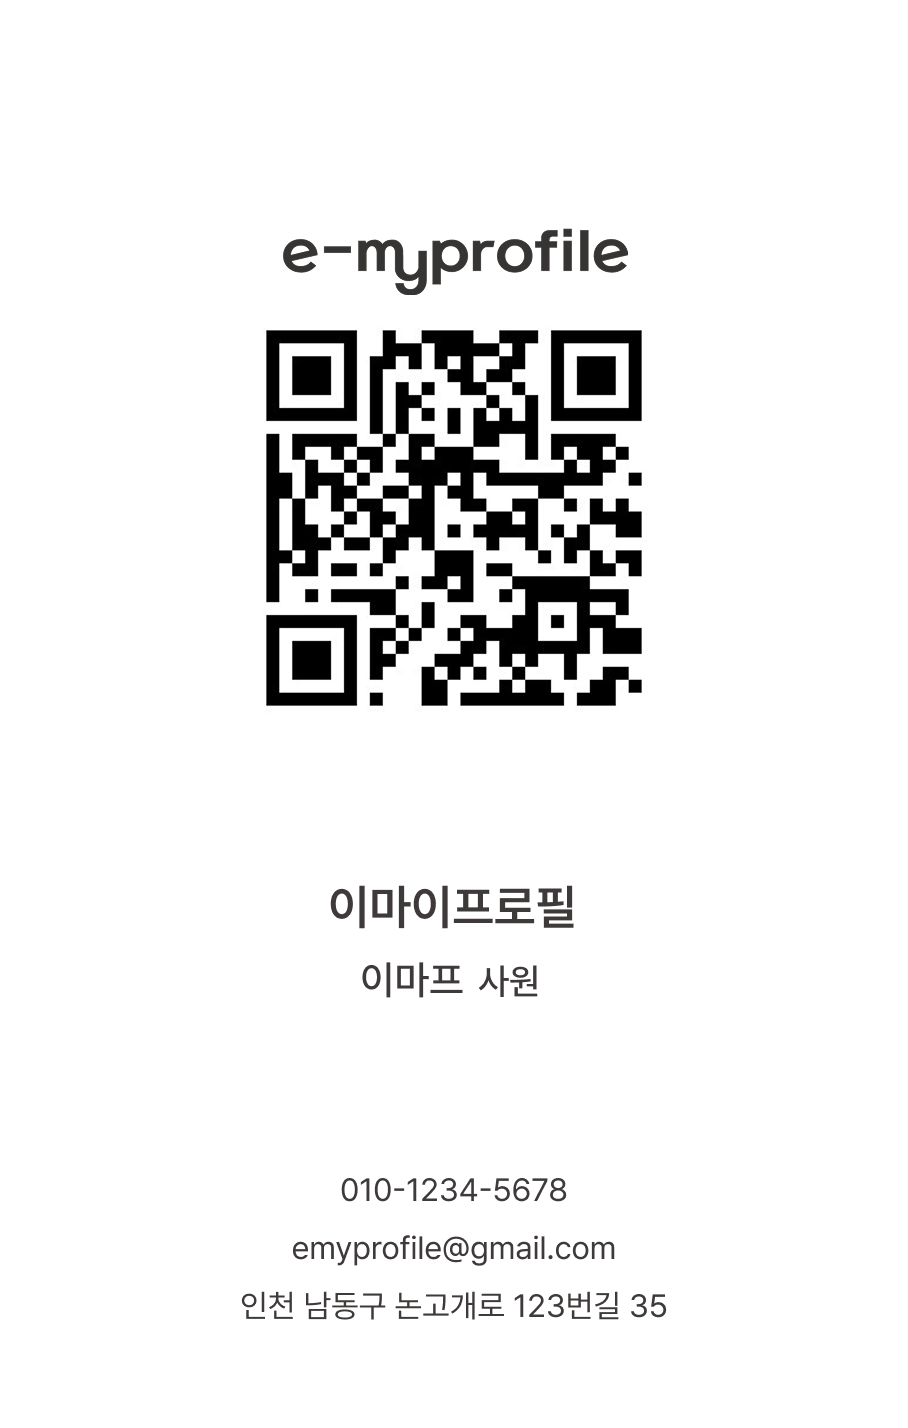 e-myprofile
이마이프로필
이마프 사원
010-1234-5678
emyprofile@gmail.com
인천 남동구 논고개로 123번길 35